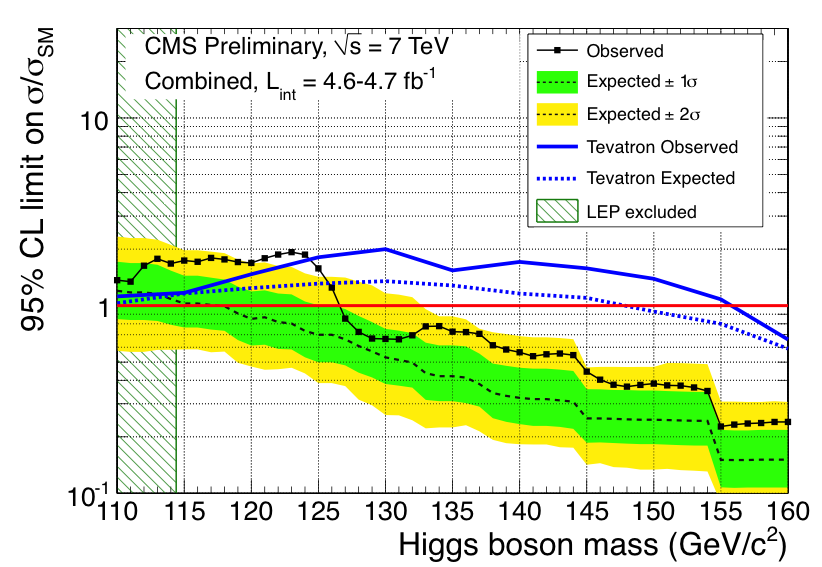 95% CL limit on σ/σSM
CMS Preliminary, √s = 7 TeV
Combined, Lint = 4.6-4.7 fb-1
Observed
Expected ± 1σ
Expected ± 2σ
Tevatron Observed
Tevatron Expected
LEP excluded
10
1
10-1
110 115 120 125 130 135 140 145 150 155 160
Higgs boson mass (GeV/c2)